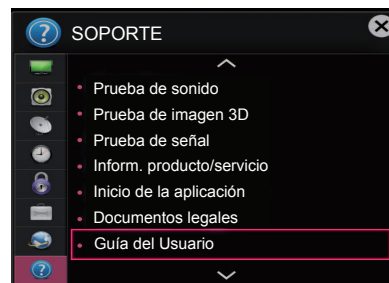 SOPORTE
Prueba de sonido
Prueba de imagen 3D
Prueba de señal
Inform. producto/servicio
Inicio de la aplicación
Documentos legales
Guía del Usuario